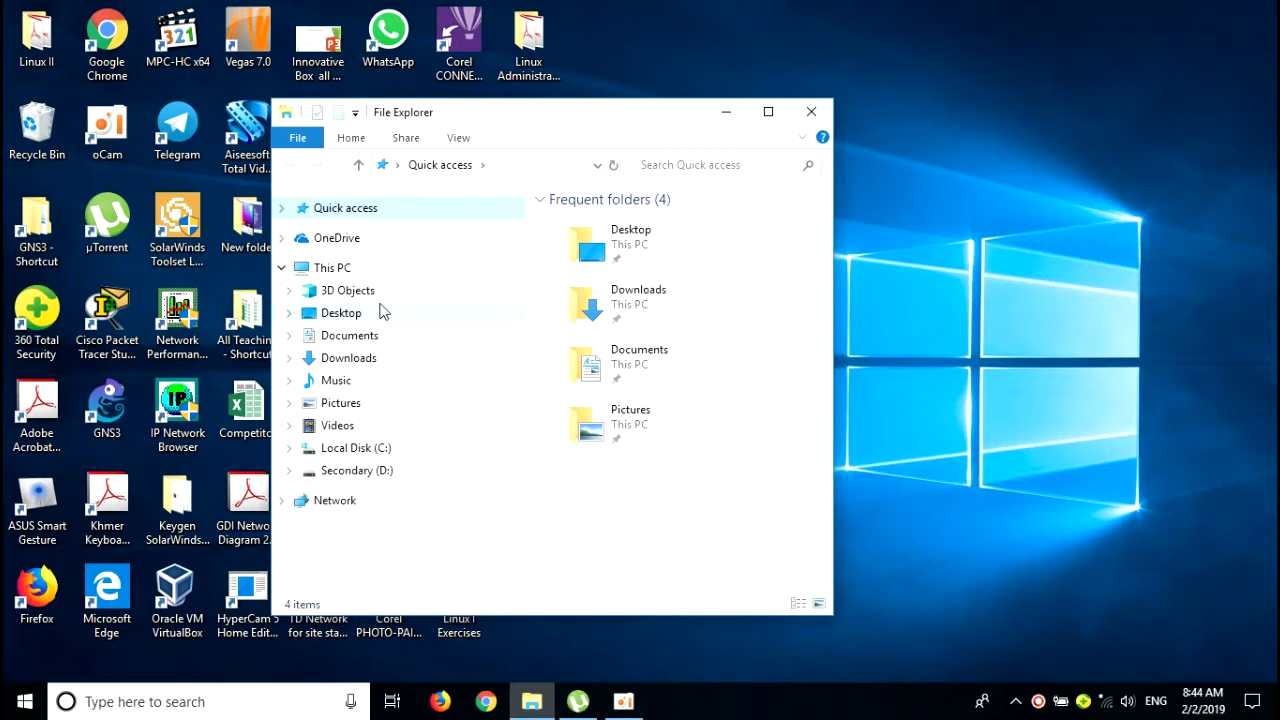 Linux II
Google
Chrome
MPC-HC x64
321
Vegas 7.0
Innovative
Box all ...
WhatsApp
Corel
CONNE...
Linux
Administra...
Recycle Bin
oCam
Telegram
Aiseesoft
Total Vid...
GNS3 -
Shortcut
µTorrent
SolarWinds
Toolset L...
New folde
360 Total
Security
Cisco Packet
Tracer Stu...
Network
Performan...
All Teachin
- Shortcut
Adobe
Acrobat...
GNS3
IP
IP Network
Browser
Competito
ASUS Smart
Gesture
Khmer
Keyboa...
Keygen
SolarWinds...
GDI Netwo
Diagram 2.
Firefox
Microsoft
Edge
Oracle VM
VirtualBox
HyperCam 5
Home Edit...
TD Network
for site sta...
Corel
PHOTO-PAI...
Linux I
Exercises
File Explorer
File
Home
Share
View
Quick access
Search Quick access
Quick access
OneDrive
This PC
3D Objects
Desktop
Documents
Downloads
Music
Pictures
Videos
Local Disk (C:)
Secondary (D:)
Network
Frequent folders (4)
Desktop
This PC
Downloads
This PC
Documents
This PC
Pictures
This PC
4 items
Type here to search
ENG
8:44 AM
2/2/2019